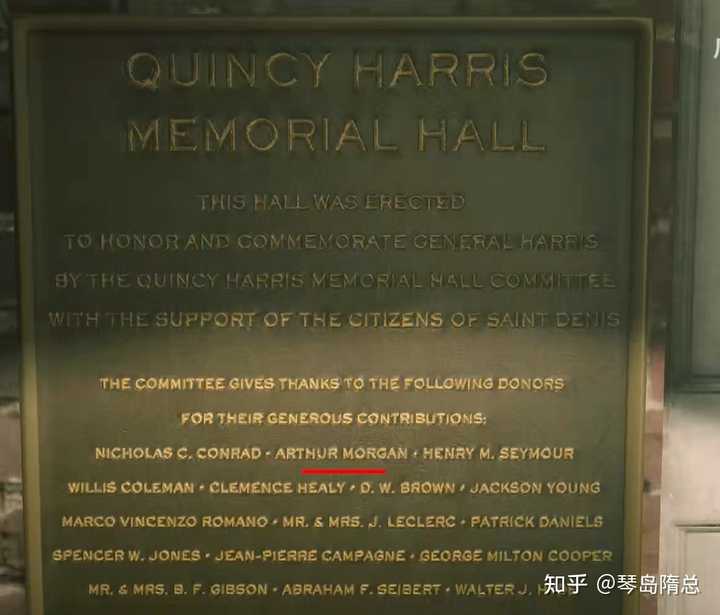 QUINCY HARRIS
MEMORIAL HALL
THIS HALL WAS ERECTED
TO HONOR AND COMMEMORATE GENERAL HARRIS
BY THE QUINCY HARRIS MEMORIAL HALL COMMITTEE
WITH THE SUPPORT OF THE CITIZENS OF SAINT DENIS
THE COMMITTEE GIVES THANKS TO THE FOLLOWING DONORS
FOR THEIR GENEROUS CONTRIBUTIONS:
NICHOLAS C. CONRAD • ARTHUR MORGAN • HENRY M. SEYMOUR
WILLIS COLEMAN • CLEMENCE HEALY • D. W. BROWN • JACKSON YOUNG
MARCO VINCENZO ROMANO • MR. & MRS. J. LECLERC • PATRICK DANIELS
SPENCER W. JONES • JEAN-PIERRE CAMPAGNE • GEORGE MILTON COOPER
MR. & MRS. B. F. GIBSON • ABRAHAM F. SEIBERT • WALTER J.
知乎 @琴岛隋总